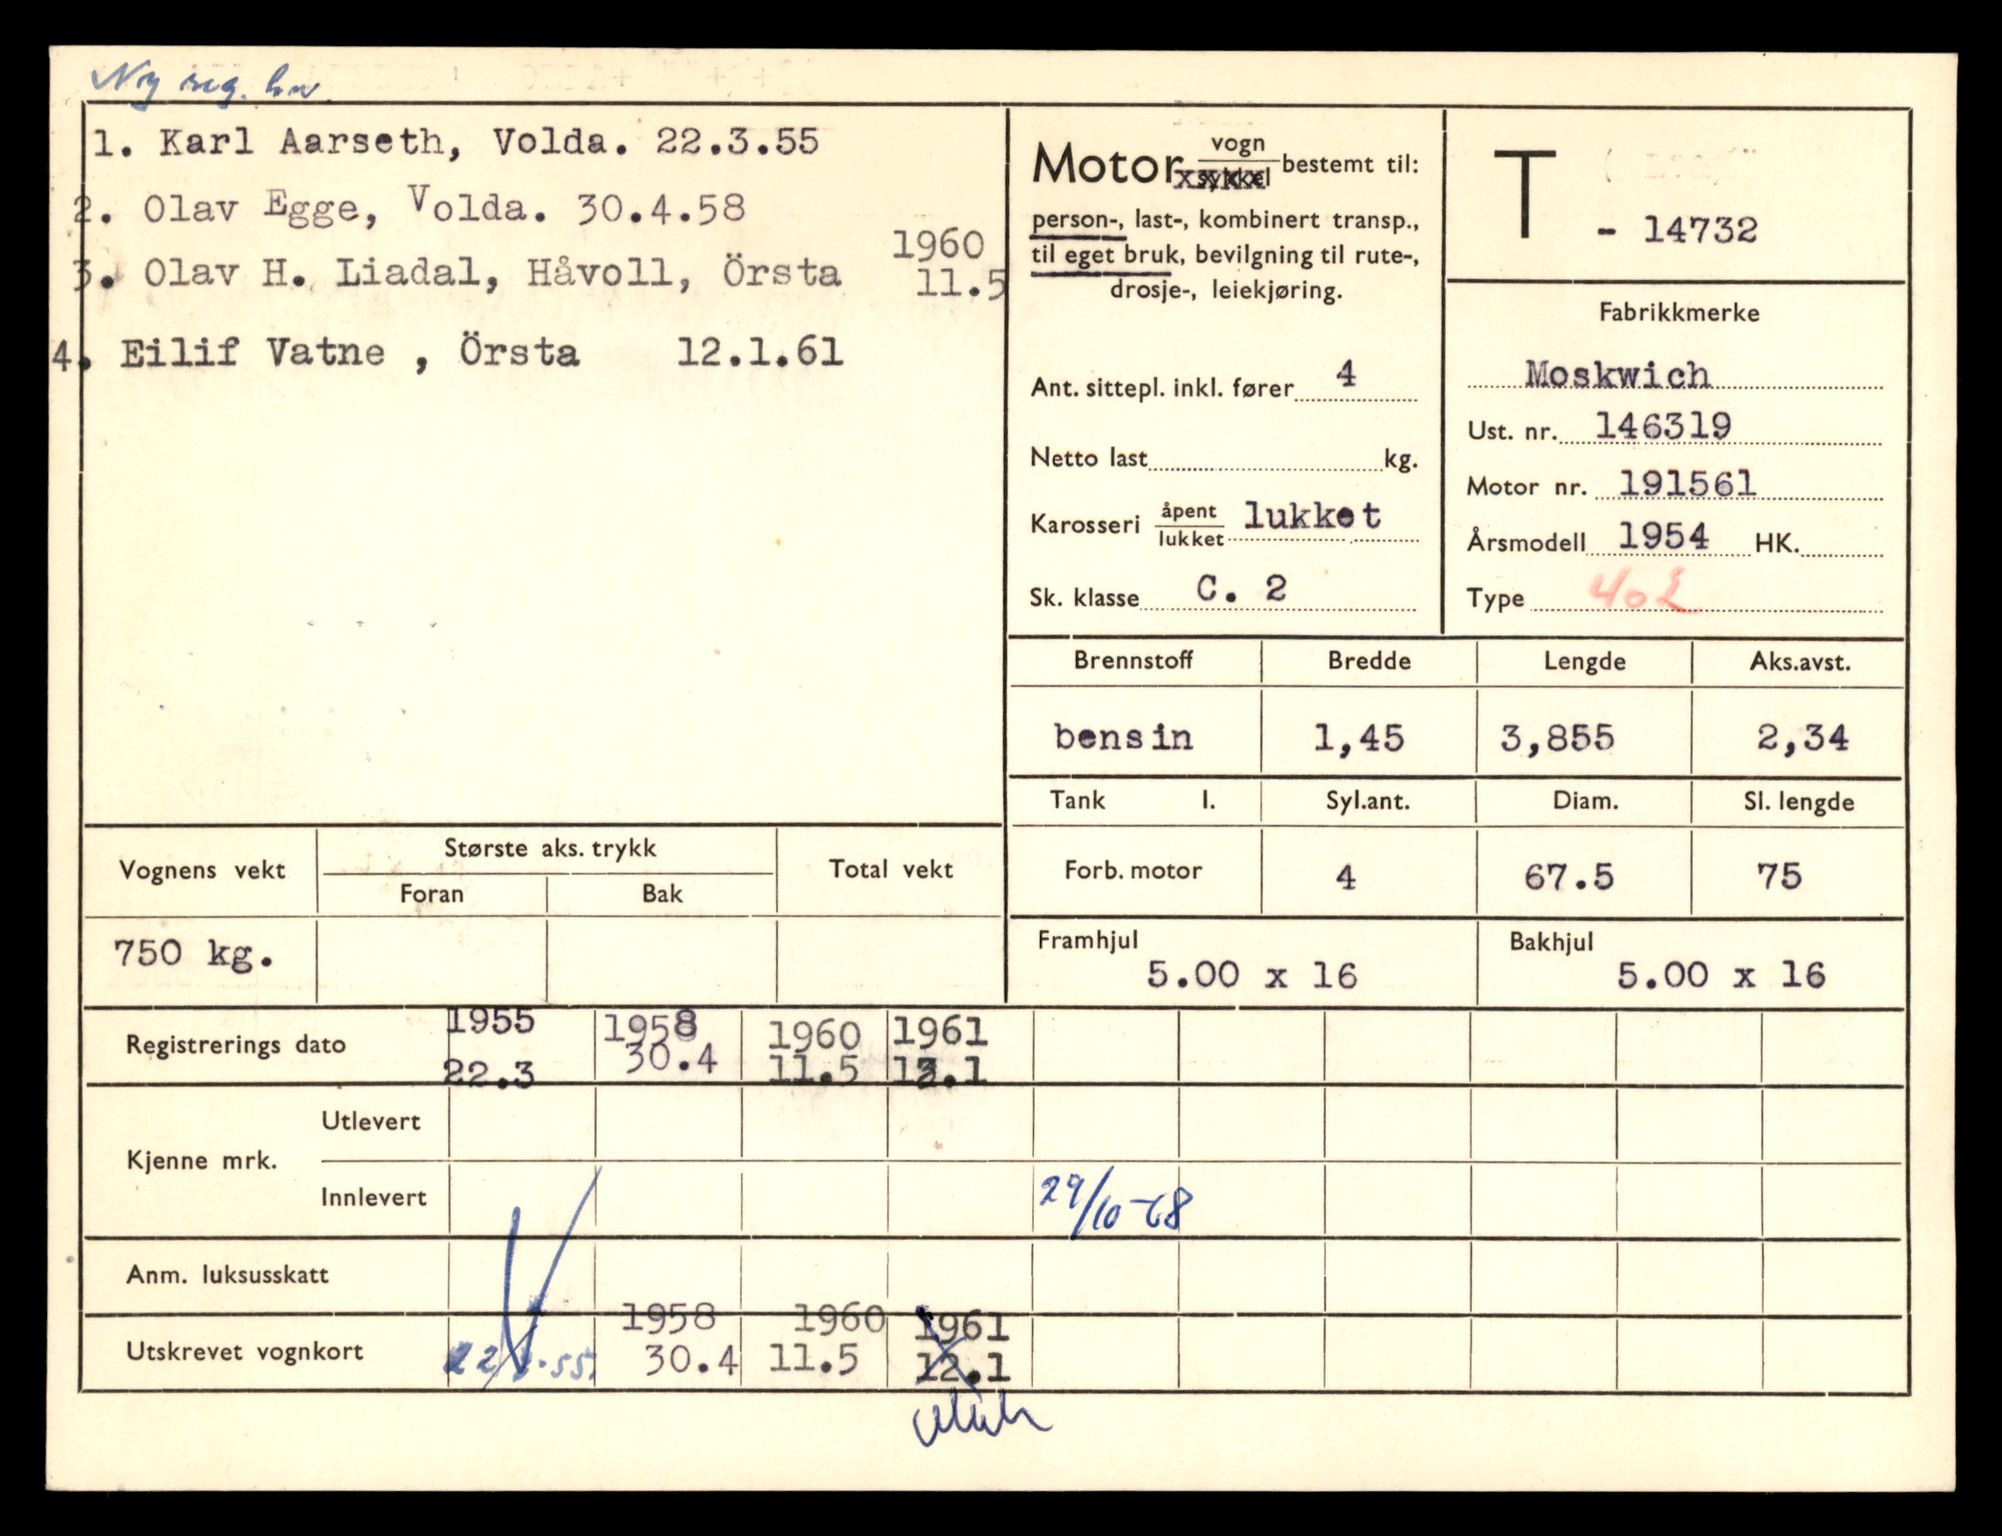 Ny reg.
1. Karl Aarseth, Volda. 22.3.55
2. Olav Egge, Volda. 30.4.58
1960
3. Olav H. Liadal, Håvoll, Örsta 11.5
4. Eilif Vatne , Örsta 12.1.61
Motor vogn bestemt til:
sykkel
person-, last-, kombinert transp.,
til eget bruk, bevilgning til rute-,
drosje-, leiekjøring.
Ant. sittepl. inkl. fører 4
Netto last kg.
Karosseri åpent lukket
lukket
Sk. klasse C. 2
T - 14732
Fabrikkmerke
Moskwich
Ust. nr. 146319
Motor nr. 191561
Årsmodell 1954 HK.
Type 402
Brennstoff Bredde Lengde Aks.avst.
bensin 1,45 3,855 2,34
Tank l. Syl.ant. Diam. Sl. lengde
Forb. motor 4 67.5 75
Framhjul Bakhjul
5.00 x 16 5.00 x 16
Vognens vekt Største aks. trykk Total vekt
Foran Bak
750 kg.
1955 1958 1960 1961
Registrerings dato
22.3 30.4 11.5 12.1
Utlevert
Kjenne mrk.
Innlevert 29/10-68
Anm. luksusskatt
1958 1960 1961
Utskrevet vognkort 22/3-55. 30.4 11.5 12.1